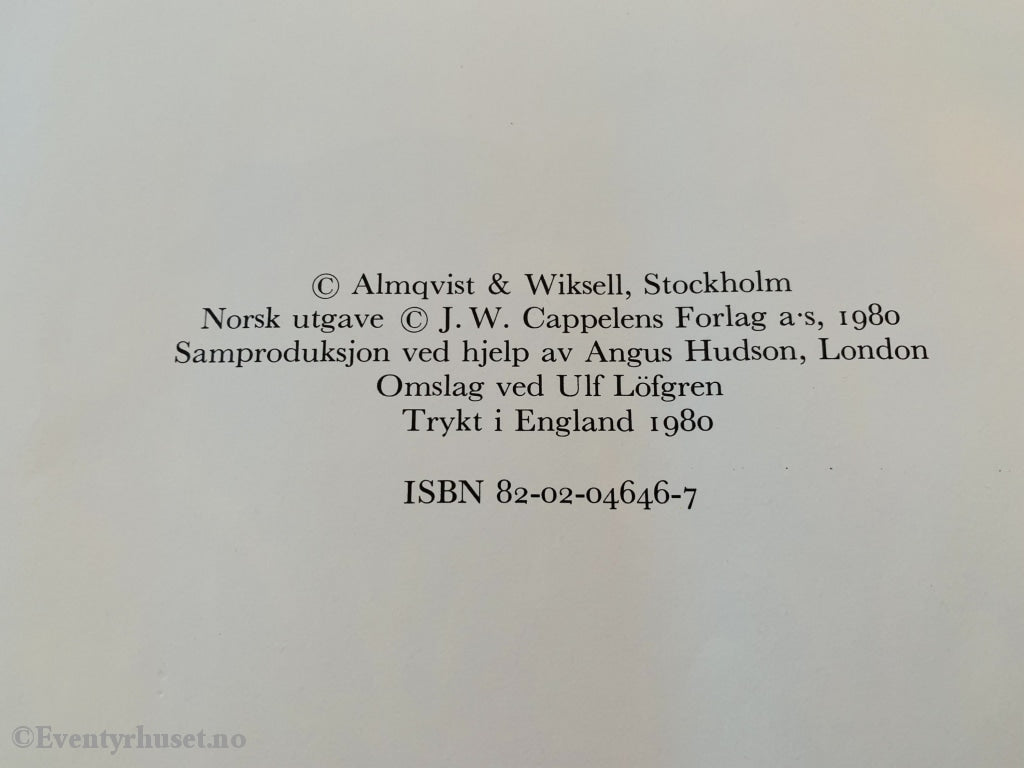 © Almqvist & Wiksell, Stockholm
Norsk utgave © J. W. Cappelens Forlag a·s, 1980
Samproduksjon ved hjelp av Angus Hudson, London
Omslag ved Ulf Löfgren
Trykt i England 1980
ISBN 82-02-04646-7
©Eventyrhuset.no